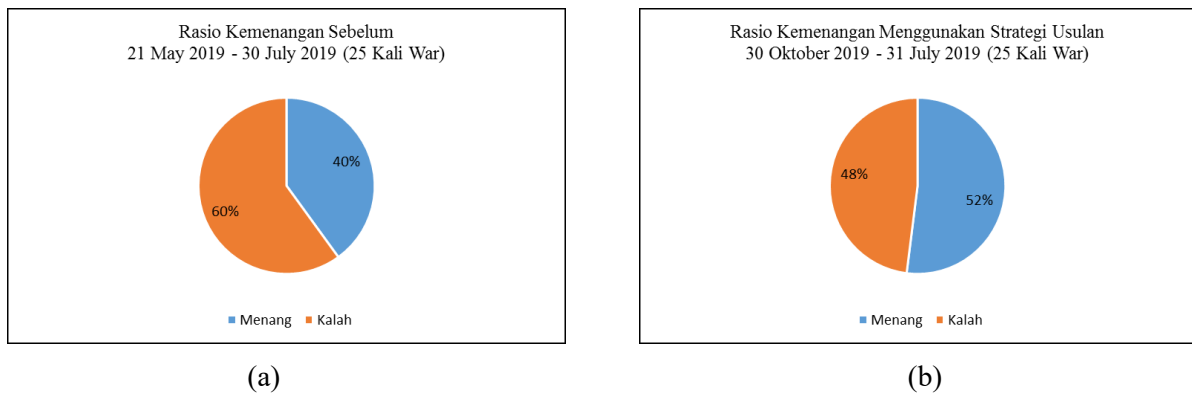 Rasio Kemenangan Sebelum
21 May 2019 - 30 July 2019 (25 Kali War)
40%
60%
Menang Kalah
(a)
Rasio Kemenangan Menggunakan Strategi Usulan
30 Oktober 2019 - 31 July 2019 (25 Kali War)
48%
52%
Menang Kalah
(b)